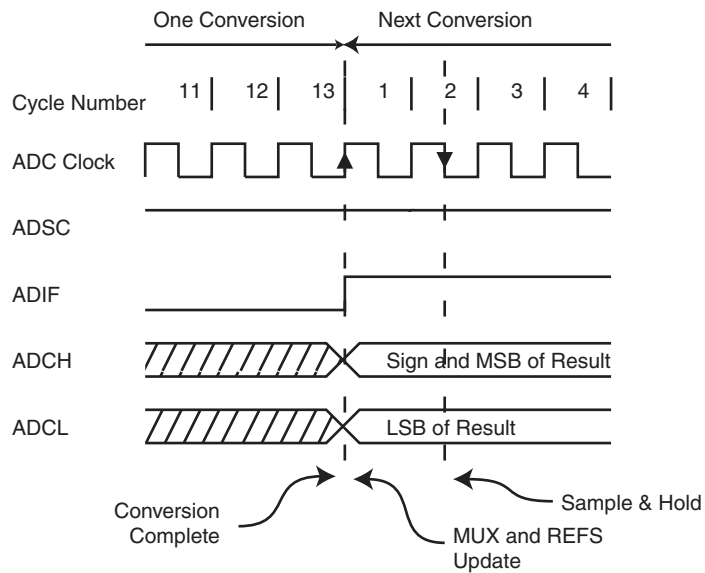 One Conversion Next Conversion
Cycle Number 11 12 13 1 2 3 4
ADC Clock
ADSC
ADIF
ADCH Sign and MSB of Result
ADCL LSB of Result
Conversion
Complete
MUX and REFS
Update
Sample & Hold